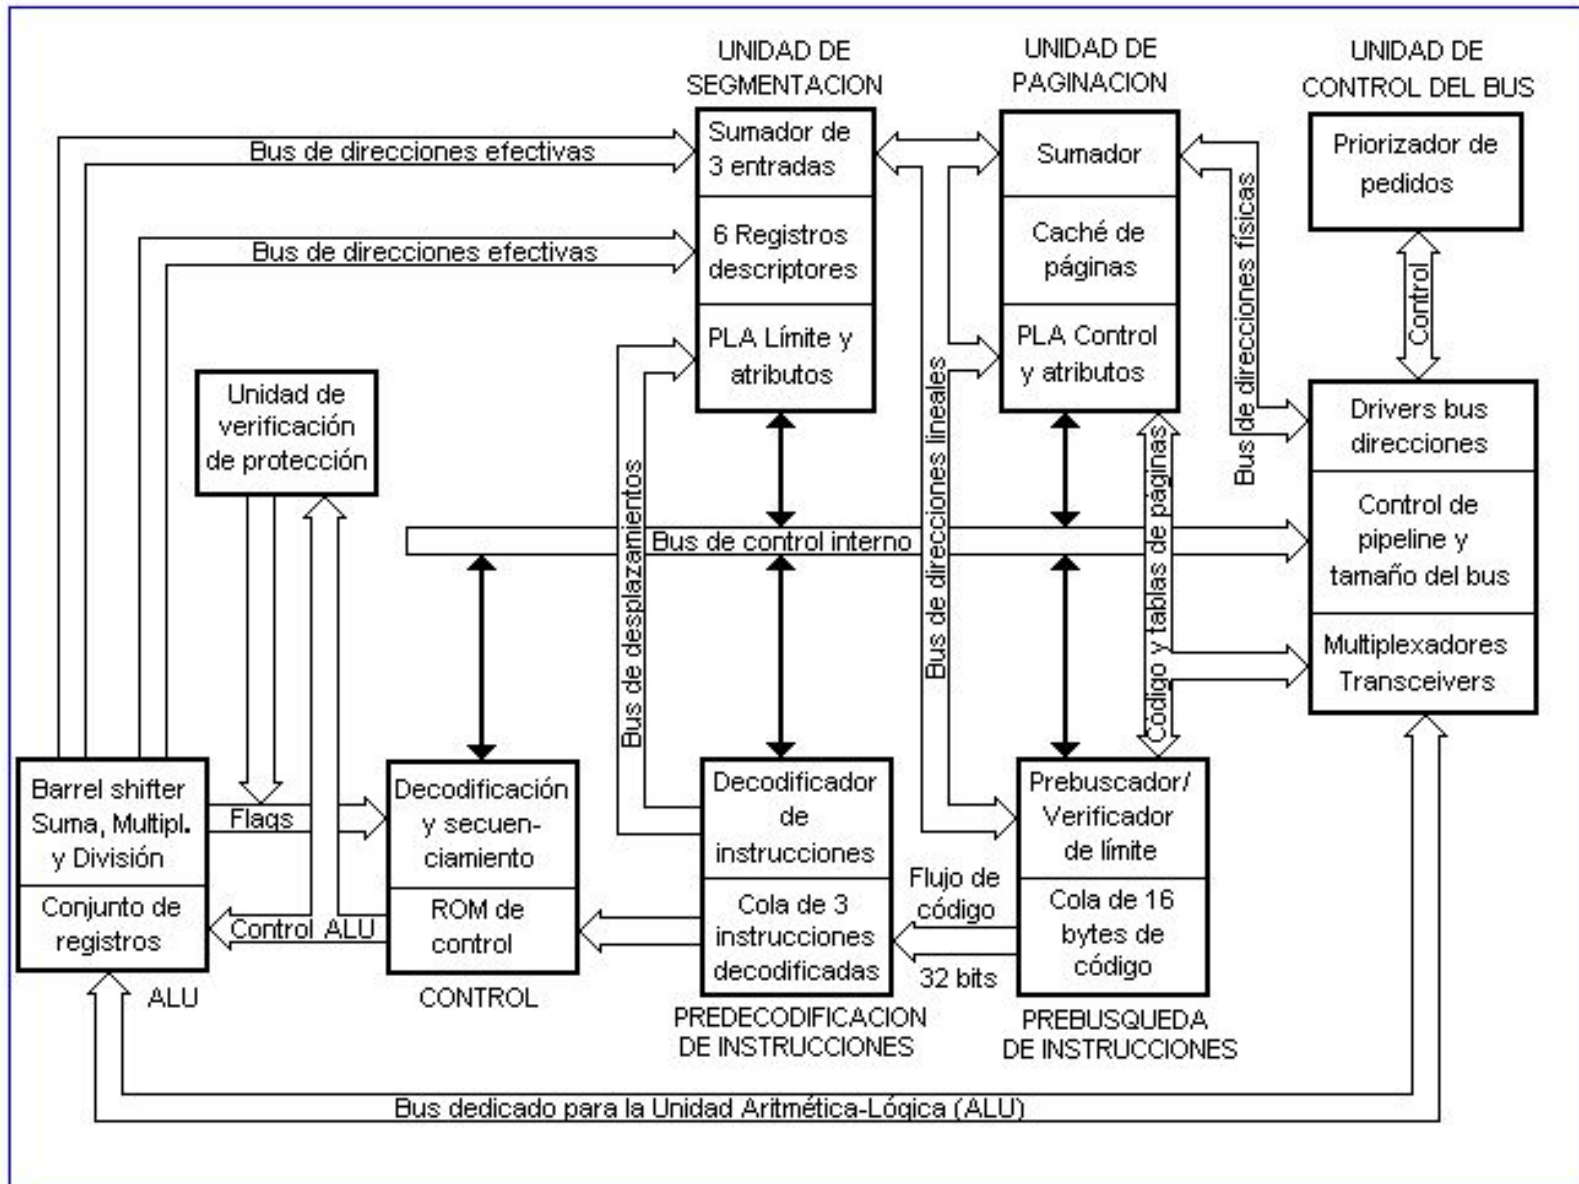 UNIDAD DE
SEGMENTACION
UNIDAD DE
PAGINACION
UNIDAD DE
CONTROL DEL BUS
Bus de direcciones efectivas
Sumador de
3 entradas
Sumador
Priorizador de
pedidos
Bus de direcciones efectivas
6 Registros
descriptores
Caché de
páginas
Bus de direcciones físicas
Control
PLA Límite y
atributos
PLA Control
y atributos
Unidad de
verificación
de protección
Drivers bus
direcciones
Bus de desplazamientos
Bus de direcciones lineales
Código y tablas de páginas
Bus de control interno
Control de
pipeline y
tamaño del bus
Multiplexadores
Transceivers
Barrel shifter
Suma, Multipl.
y División
Flags
Decodificación
y secuen-
ciamiento
Decodificador
de
instrucciones
Prebuscador/
Verificador
de límite
Conjunto de
registros
Control ALU
ROM de
control
Cola de 3
instrucciones
decodificadas
Flujo de
código
32 bits
Cola de 16
bytes de
código
ALU
CONTROL
PREDECODIFICACION
DE INSTRUCCIONES
PREBUSQUEDA
DE INSTRUCCIONES
Bus dedicado para la Unidad Aritmética-Lógica (ALU)